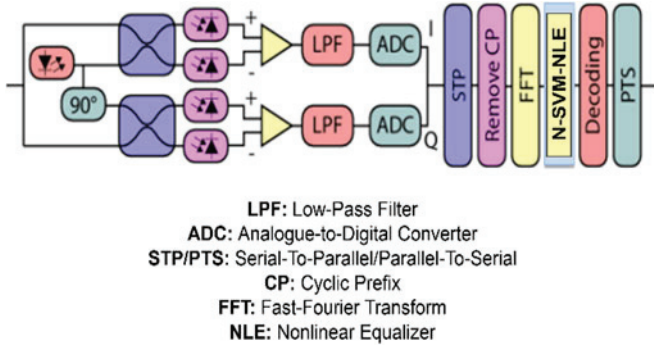 +
-
LPF
ADC
I
90°
+
-
LPF
ADC
Q
STP
Remove CP
FFT
N-SVM-NLE
Decoding
PTS
LPF: Low-Pass Filter
ADC: Analogue-to-Digital Converter
STP/PTS: Serial-To-Parallel/Parallel-To-Serial
CP: Cyclic Prefix
FFT: Fast-Fourier Transform
NLE: Nonlinear Equalizer